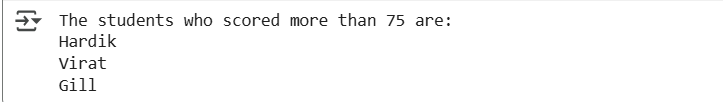 The students who scored more than 75 are:
Hardik
Virat
Gill